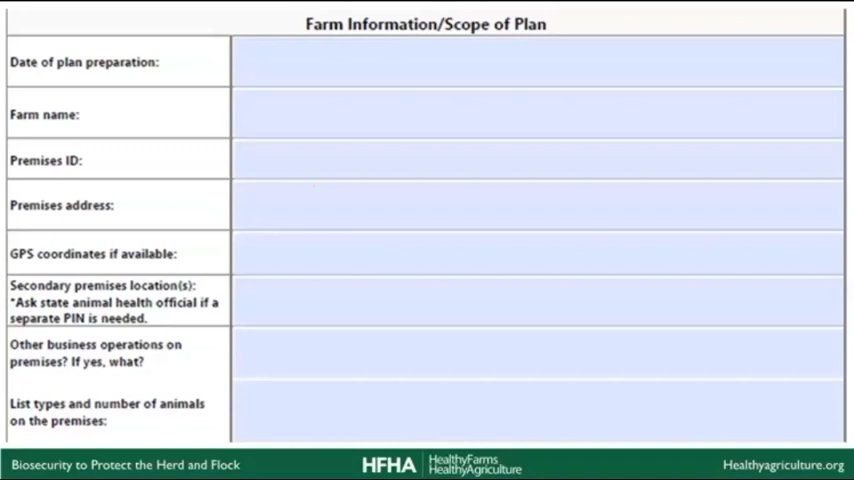 Farm Information/Scope of Plan
Date of plan preparation:
Farm name:
Premises ID:
Premises address:
GPS coordinates if available:
Secondary premises location(s):
*Ask state animal health official if a
separate PIN is needed.
Other business operations on
premises? If yes, what?
List types and number of animals
on the premises:
Biosecurity to Protect the Herd and Flock
HFHA
HealthyFarms
HealthyAgriculture
Healthyagriculture.org